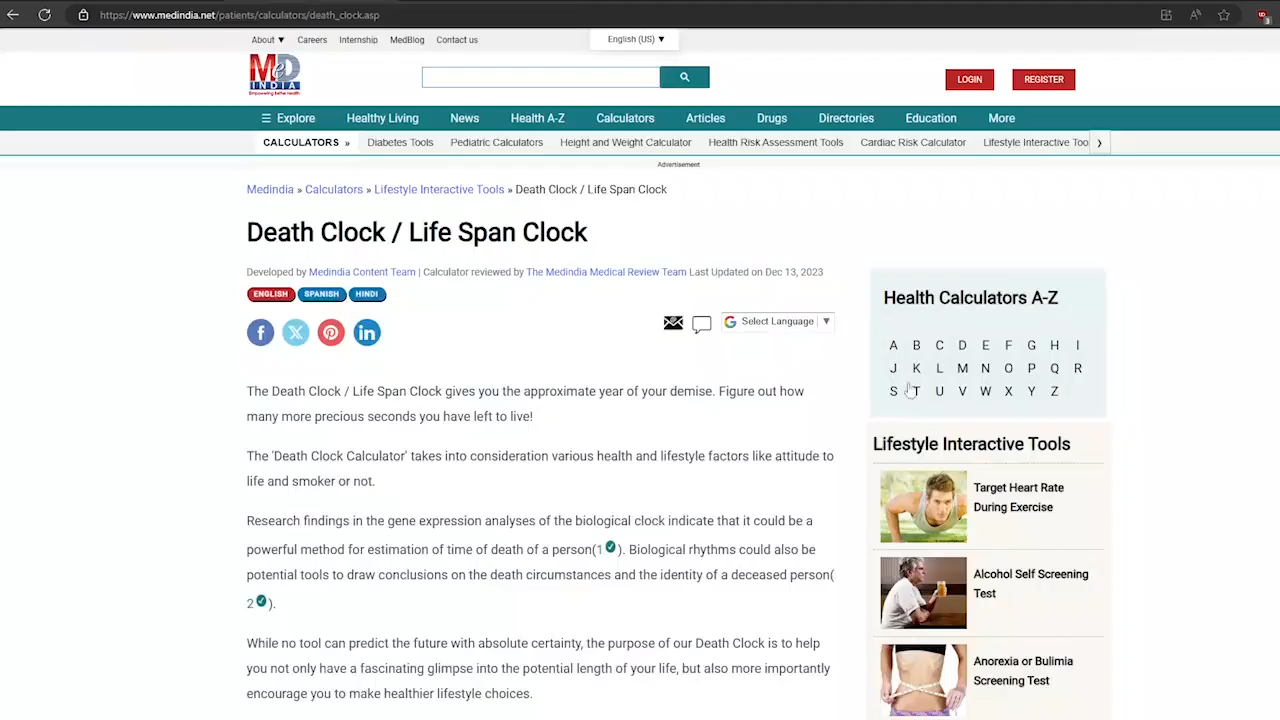 https://www.medindia.net/patients/calculators/death_clock.asp
3
About ▼ Careers Internship MedBlog Contact us
English (US) ▼
MeD
INDIA
Empowering Better Health
LOGIN
REGISTER
☰ Explore Healthy Living News Health A-Z Calculators Articles Drugs Directories Education More
CALCULATORS » Diabetes Tools Pediatric Calculators Height and Weight Calculator Health Risk Assessment Tools Cardiac Risk Calculator Lifestyle Interactive Too ›
Advertisement
Medindia » Calculators » Lifestyle Interactive Tools » Death Clock / Life Span Clock
Death Clock / Life Span Clock
Developed by Medindia Content Team | Calculator reviewed by The Medindia Medical Review Team Last Updated on Dec 13, 2023
ENGLISH SPANISH HINDI
Select Language ▼
The Death Clock / Life Span Clock gives you the approximate year of your demise. Figure out how
many more precious seconds you have left to live!
The 'Death Clock Calculator' takes into consideration various health and lifestyle factors like attitude to
life and smoker or not.
Research findings in the gene expression analyses of the biological clock indicate that it could be a
powerful method for estimation of time of death of a person(1 ). Biological rhythms could also be
potential tools to draw conclusions on the death circumstances and the identity of a deceased person(
2 ).
While no tool can predict the future with absolute certainty, the purpose of our Death Clock is to help
you not only have a fascinating glimpse into the potential length of your life, but also more importantly
encourage you to make healthier lifestyle choices.
Health Calculators A-Z
A B C D E F G H I
J K L M N O P Q R
S T U V W X Y Z
Lifestyle Interactive Tools
Target Heart Rate
During Exercise
Alcohol Self Screening
Test
Anorexia or Bulimia
Screening Test